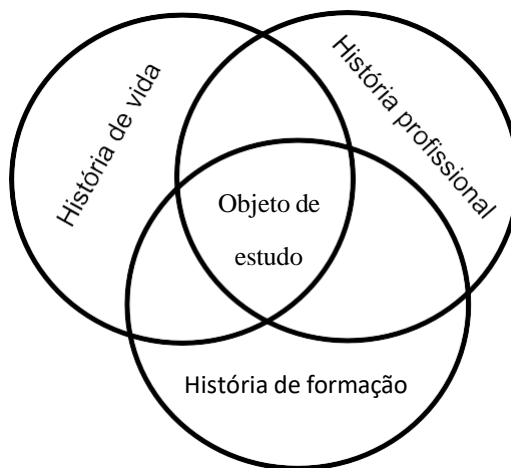 História de vida
História profissional
Objeto de
estudo
História de formação